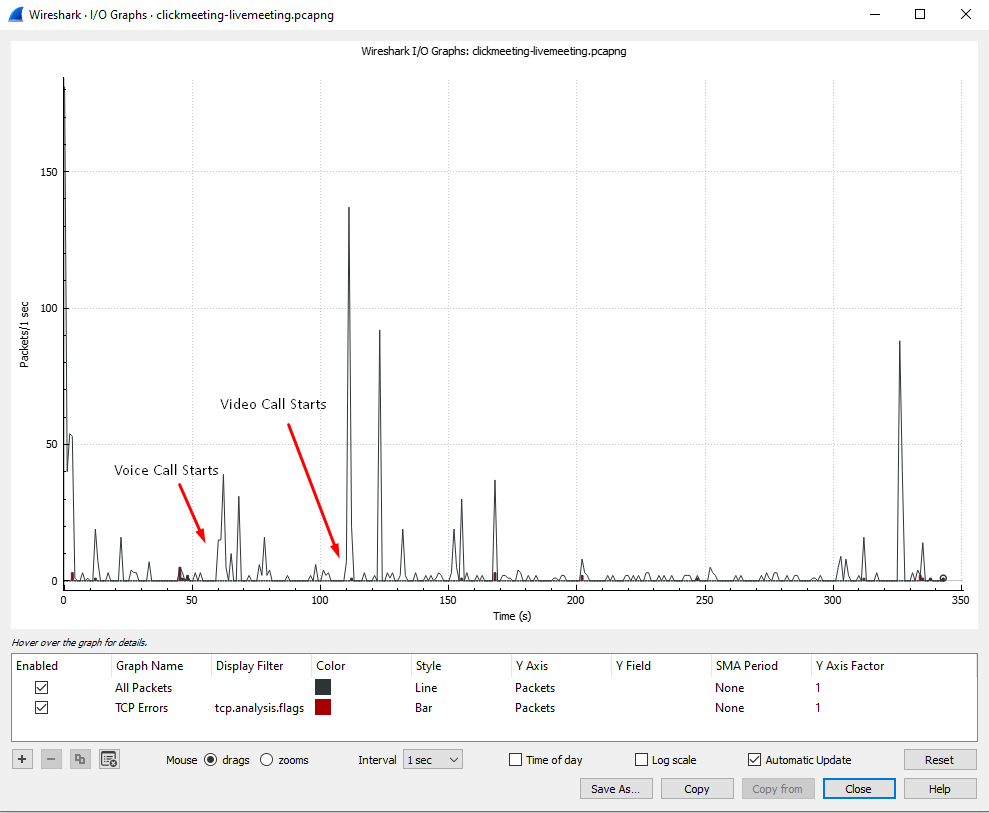 Wireshark · I/O Graphs · clickmeeting-livemeeting.pcapng
Wireshark I/O Graphs: clickmeeting-livemeeting.pcapng
150
100
50
0
Packets/1 sec
Video Call Starts
Voice Call Starts
0 50 100 150 200 250 300 350
Time (s)
Hover over the graph for details.
Enabled Graph Name Display Filter Color Style Y Axis Y Field SMA Period Y Axis Factor
All Packets Line Packets None 1
TCP Errors tcp.analysis.flags Bar Packets None 1
Mouse drags zooms Interval 1 sec Time of day Log scale Automatic Update Reset
Save As... Copy Copy from Close Help